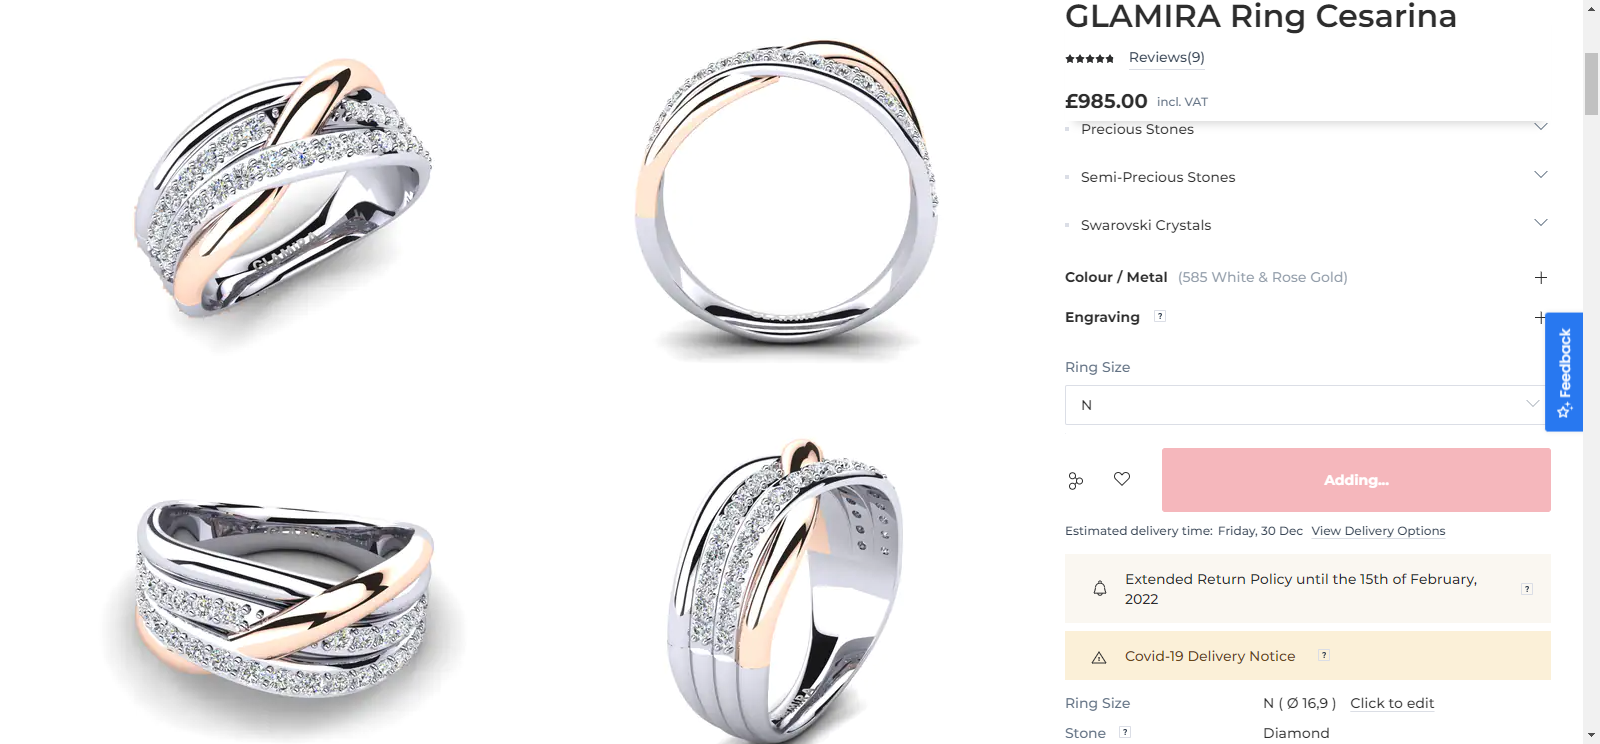 GLAMIRA Ring Cesarina
Reviews(9)
£985.00 incl. VAT
Precious Stones
Semi-Precious Stones
Swarovski Crystals
Colour / Metal (585 White & Rose Gold)
Engraving ?
Feedback
Ring Size
N
Adding...
Estimated delivery time: Friday, 30 Dec View Delivery Options
Extended Return Policy until the 15th of February,
2022 ?
Covid-19 Delivery Notice ?
Ring Size N ( Ø 16,9 ) Click to edit
Stone ? Diamond
GLAMIRA
N